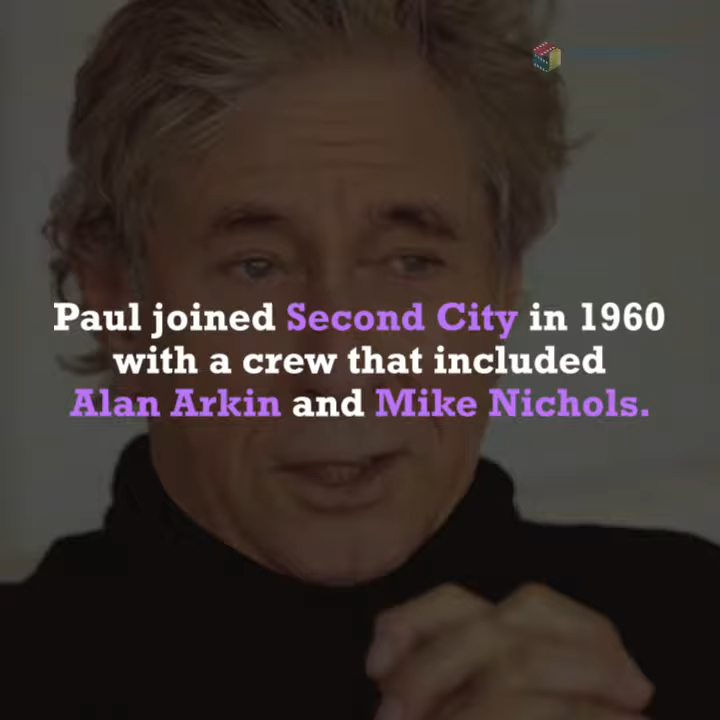 Paul joined Second City in 1960
with a crew that included
Alan Arkin and Mike Nichols.